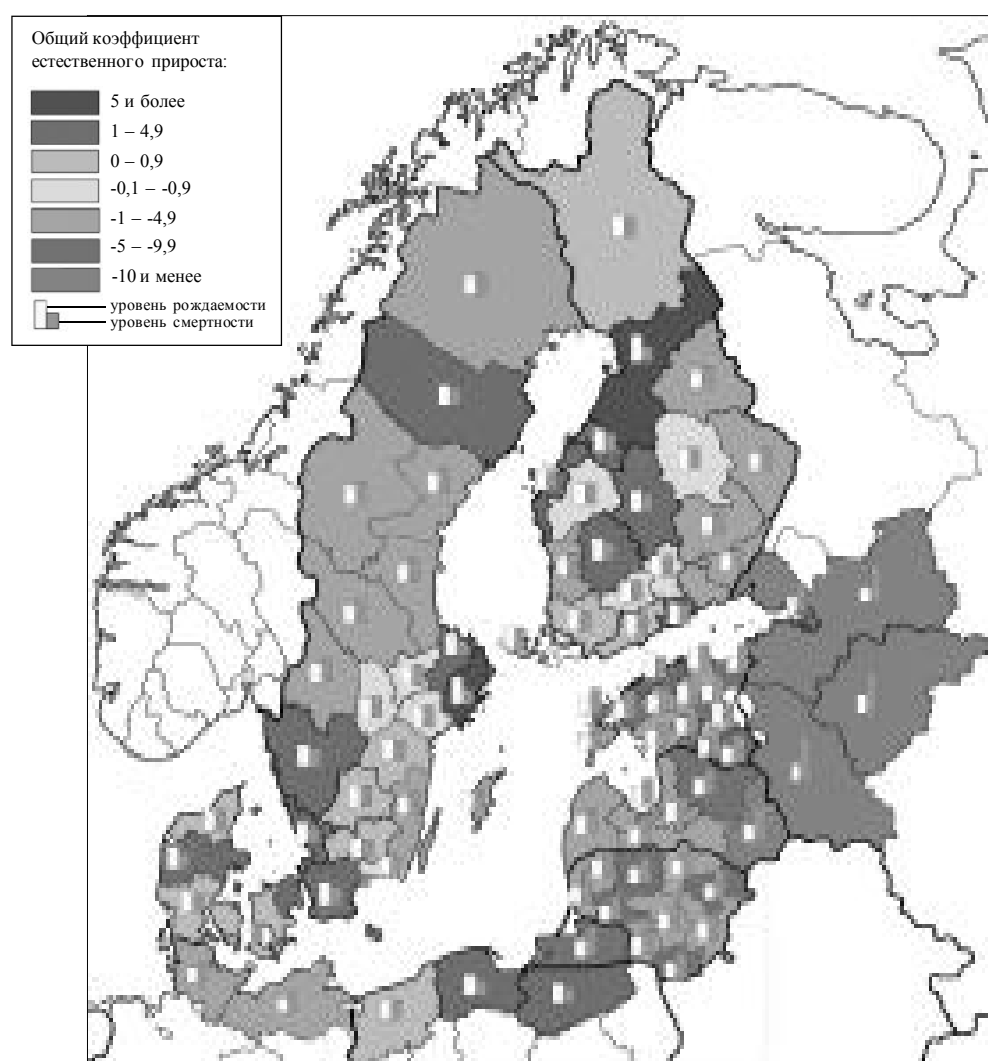 Общий коэффициент
естественного прироста:
5 и более
1 – 4,9
0 – 0,9
-0,1 – -0,9
-1 – -4,9
-5 – -9,9
-10 и менее
уровень рождаемости
уровень смертности